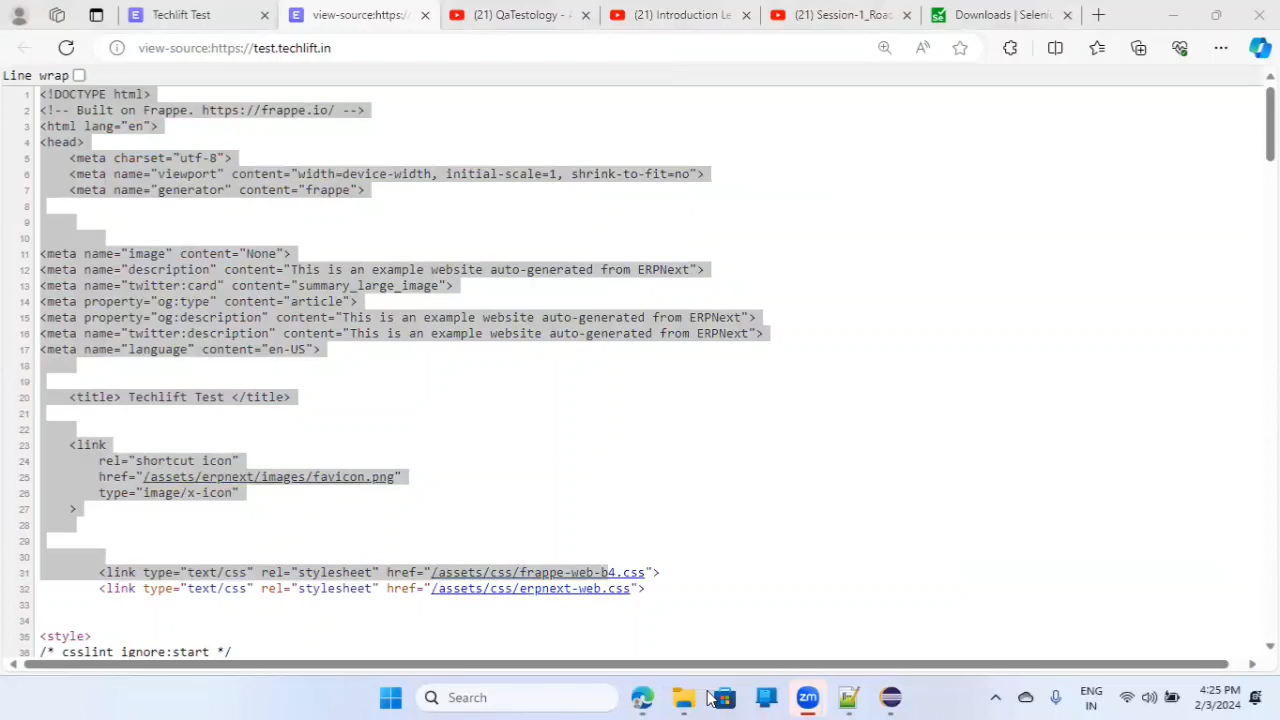 Techlift Test
view-source:https:/
(21) QaTestology -
(21) Introduction Le
(21) Session-1_Roac
Downloads | Seleniu
view-source:https://test.techlift.in
Line wrap
1 <!DOCTYPE html>
2 <!-- Built on Frappe. https://frappe.io/ -->
3 <html lang="en">
4 <head>
5 <meta charset="utf-8">
6 <meta name="viewport" content="width=device-width, initial-scale=1, shrink-to-fit=no">
7 <meta name="generator" content="frappe">
8
9
10
11 <meta name="image" content="None">
12 <meta name="description" content="This is an example website auto-generated from ERPNext">
13 <meta name="twitter:card" content="summary_large_image">
14 <meta property="og:type" content="article">
15 <meta property="og:description" content="This is an example website auto-generated from ERPNext">
16 <meta name="twitter:description" content="This is an example website auto-generated from ERPNext">
17 <meta name="language" content="en-US">
18
19
20 <title> Techlift Test </title>
21
22
23 <link
24 rel="shortcut icon"
25 href="/assets/erpnext/images/favicon.png"
26 type="image/x-icon"
27 >
28
29
30
31 <link type="text/css" rel="stylesheet" href="/assets/css/frappe-web-b4.css">
32 <link type="text/css" rel="stylesheet" href="/assets/css/erpnext-web.css">
33
34
35 <style>
36 /* csslint ignore:start */
Search
zm
ENG
IN
4:25 PM
2/3/2024